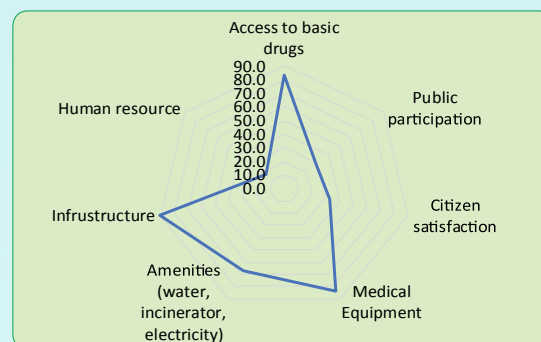 Access to basic
drugs
90.0
80.0
70.0
60.0
50.0
40.0
30.0
20.0
10.0
0.0
Public
participation
Citizen
satisfaction
Medical
Equipment
Amenities
(water,
incinerator,
electricity)
Infrustructure
Human resource